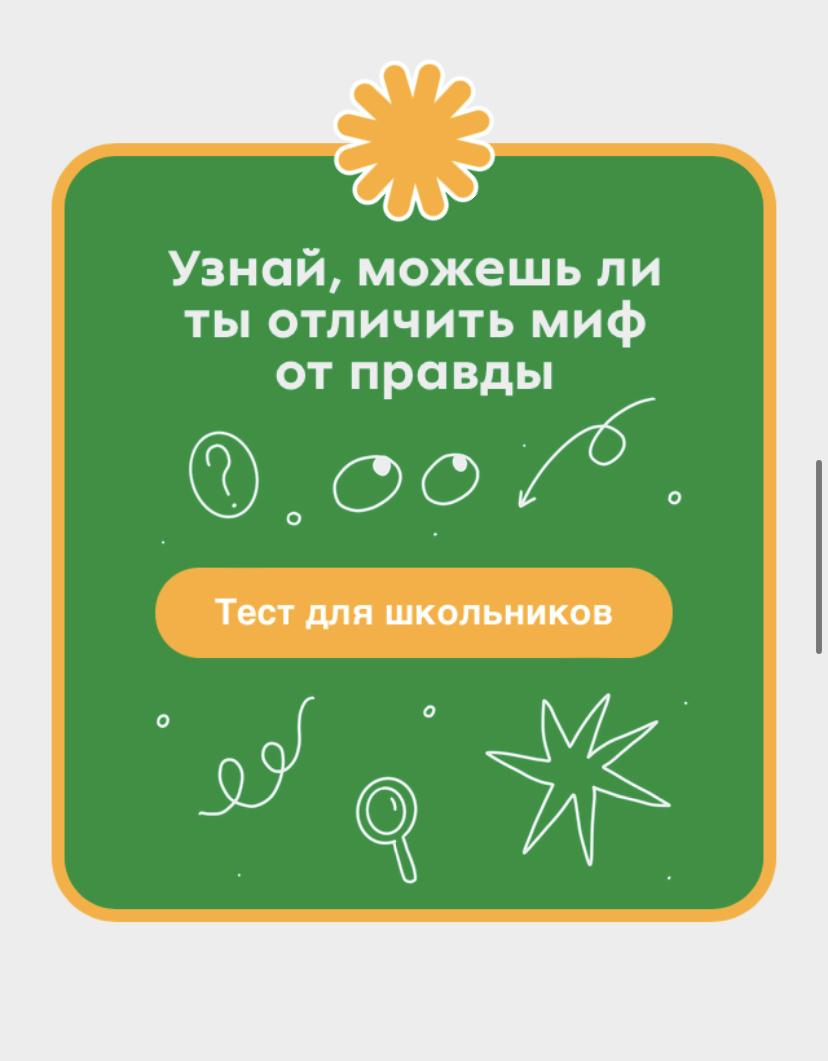 Узнай, можешь ли
ты отличить миф
от правды
?
Тест для школьников